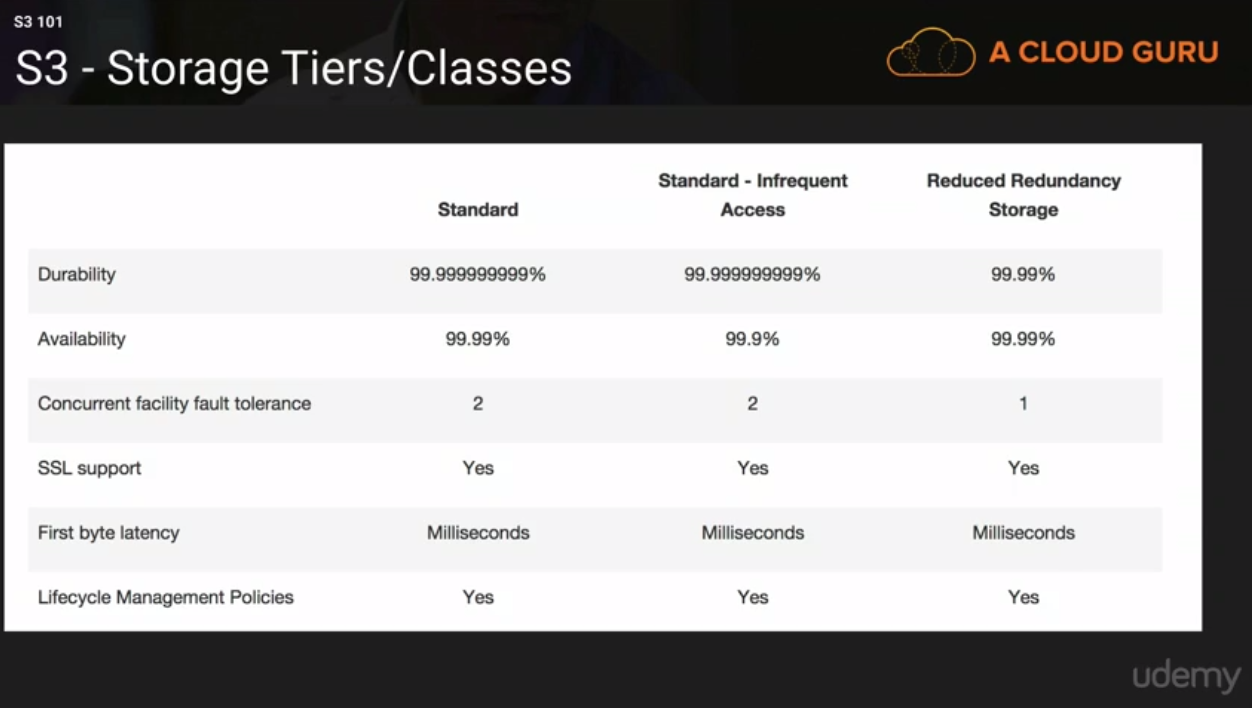 S3 101
S3 - Storage Tiers/Classes
A CLOUD GURU
Standard
Standard - Infrequent
Access
Reduced Redundancy
Storage
Durability 99.999999999% 99.999999999% 99.99%
Availability 99.99% 99.9% 99.99%
Concurrent facility fault tolerance 2 2 1
SSL support Yes Yes Yes
First byte latency Milliseconds Milliseconds Milliseconds
Lifecycle Management Policies Yes Yes Yes
udemy